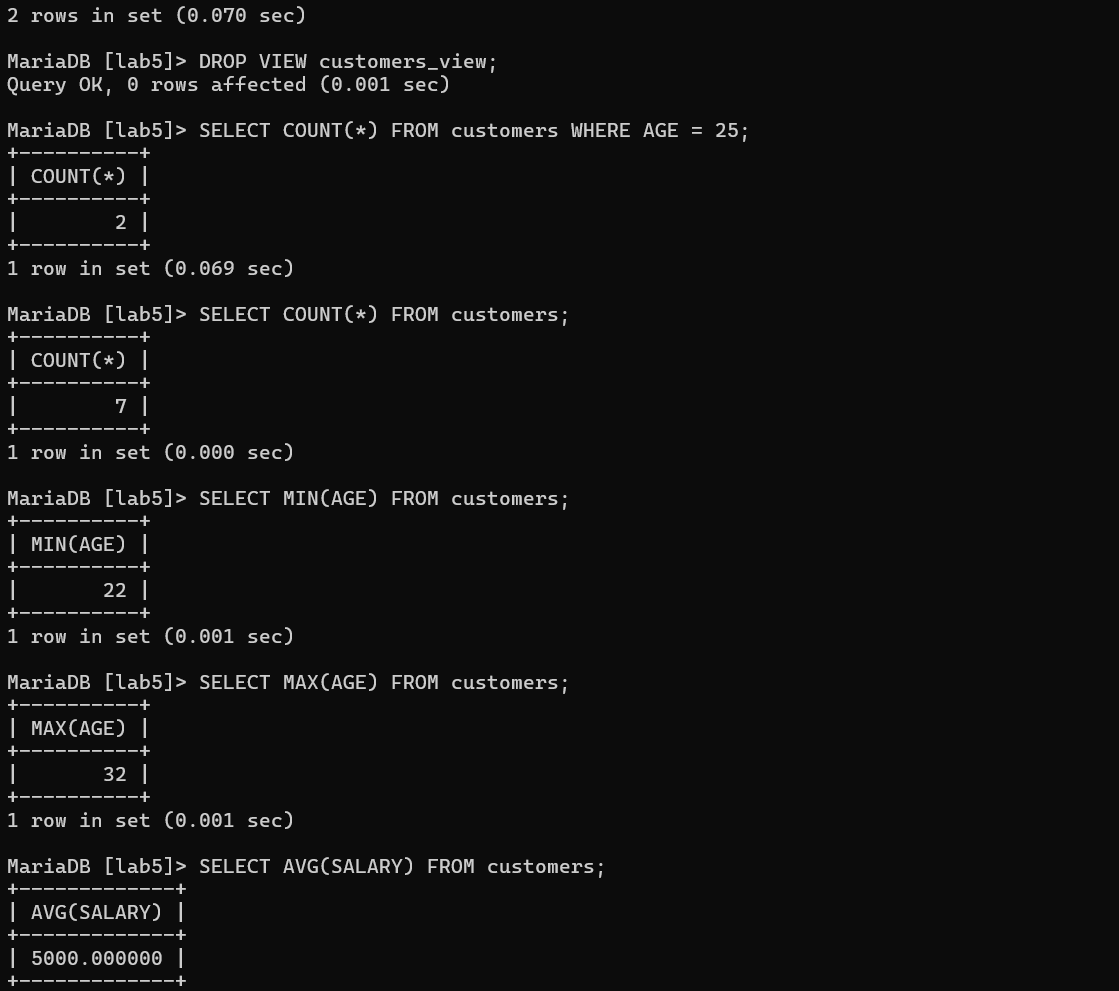 2 rows in set (0.070 sec)
MariaDB [lab5]> DROP VIEW customers_view;
Query OK, 0 rows affected (0.001 sec)
MariaDB [lab5]> SELECT COUNT(*) FROM customers WHERE AGE = 25;
+----------+
| COUNT(*) |
+----------+
|        2 |
+----------+
1 row in set (0.069 sec)
MariaDB [lab5]> SELECT COUNT(*) FROM customers;
+----------+
| COUNT(*) |
+----------+
|        7 |
+----------+
1 row in set (0.000 sec)
MariaDB [lab5]> SELECT MIN(AGE) FROM customers;
+----------+
| MIN(AGE) |
+----------+
|       22 |
+----------+
1 row in set (0.001 sec)
MariaDB [lab5]> SELECT MAX(AGE) FROM customers;
+----------+
| MAX(AGE) |
+----------+
|       32 |
+----------+
1 row in set (0.001 sec)
MariaDB [lab5]> SELECT AVG(SALARY) FROM customers;
+-------------+
| AVG(SALARY) |
+-------------+
| 5000.000000 |
+-------------+